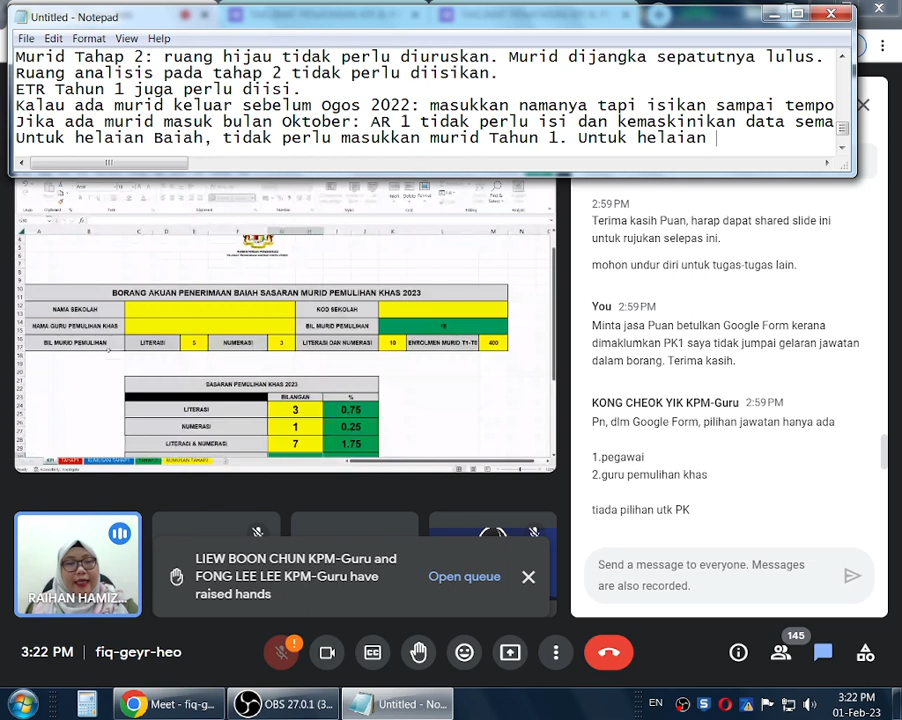 Untitled - Notepad
File Edit Format View Help
Murid Tahap 2: ruang hijau tidak perlu diuruskan. Murid dijangka sepatutnya lulus.
Ruang analisis pada tahap 2 tidak perlu diisikan.
ETR Tahun 1 juga perlu diisi.
Kalau ada murid keluar sebelum Ogos 2022: masukkan namanya tapi isikan sampai tempo
Jika ada murid masuk bulan Oktober: AR 1 tidak perlu isi dan kemaskinikan data sema
Untuk helaian Baiah, tidak perlu masukkan murid Tahun 1. Untuk helaian
BORANG AKUAN PENERIMAAN BAIAH SASARAN MURID PEMULIHAN KHAS 2023
NAMA SEKOLAH KOD SEKOLAH
NAMA GURU PEMULIHAN KHAS BIL MURID PEMULIHAN 18
BIL MURID PEMULIHAN LITERASI 5 NUMERASI 3 LITERASI DAN NUMERASI 10 ENROLMEN MURID T1-T6 400
SASARAN PEMULIHAN KHAS 2023
BILANGAN %
LITERASI 3 0.75
NUMERASI 1 0.25
LITERASI & NUMERASI 7 1.75
2:59 PM
Terima kasih Puan, harap dapat shared slide ini
untuk rujukan selepas ini.
mohon undur diri untuk tugas-tugas lain.
You 2:59 PM
Minta jasa Puan betulkan Google Form kerana
dimaklumkan PK1 saya tidak jumpai gelaran jawatan
dalam borang. Terima kasih.
KONG CHEOK YIK KPM-Guru 2:59 PM
Pn, dlm Google Form, pilihan jawatan hanya ada
1.pegawai
2.guru pemulihan khas
tiada pilihan utk PK
Send a message to everyone. Messages
are also recorded.
RAIHAN HAMIZ...
LIEW BOON CHUN KPM-Guru and
FONG LEE LEE KPM-Guru have
raised hands
Open queue
3:22 PM | fiq-geyr-heo
145
Meet - fiq-g...
OBS 27.0.1 (3...
Untitled - No...
EN
3:22 PM
01-Feb-23